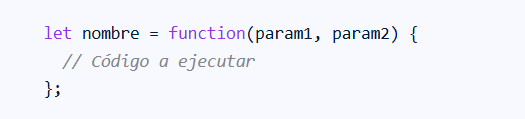 let nombre = function(param1, param2) {
// Código a ejecutar
};